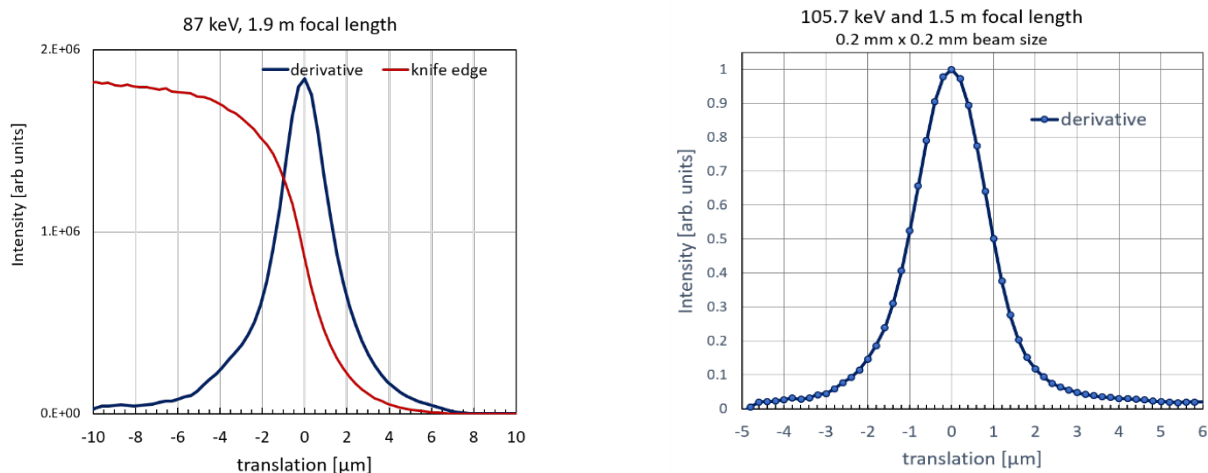 87 keV, 1.9 m focal length
2.E+06
derivative
knife edge
Intensity [arb units]
1.E+06
0.E+00
-10 -8 -6 -4 -2 0 2 4 6 8 10
translation [µm]
105.7 keV and 1.5 m focal length
0.2 mm x 0.2 mm beam size
1
0.9
0.8
derivative
0.7
0.6
Intensity [arb. units]
0.5
0.4
0.3
0.2
0.1
0
-5 -4 -3 -2 -1 0 1 2 3 4 5 6
translation [µm]